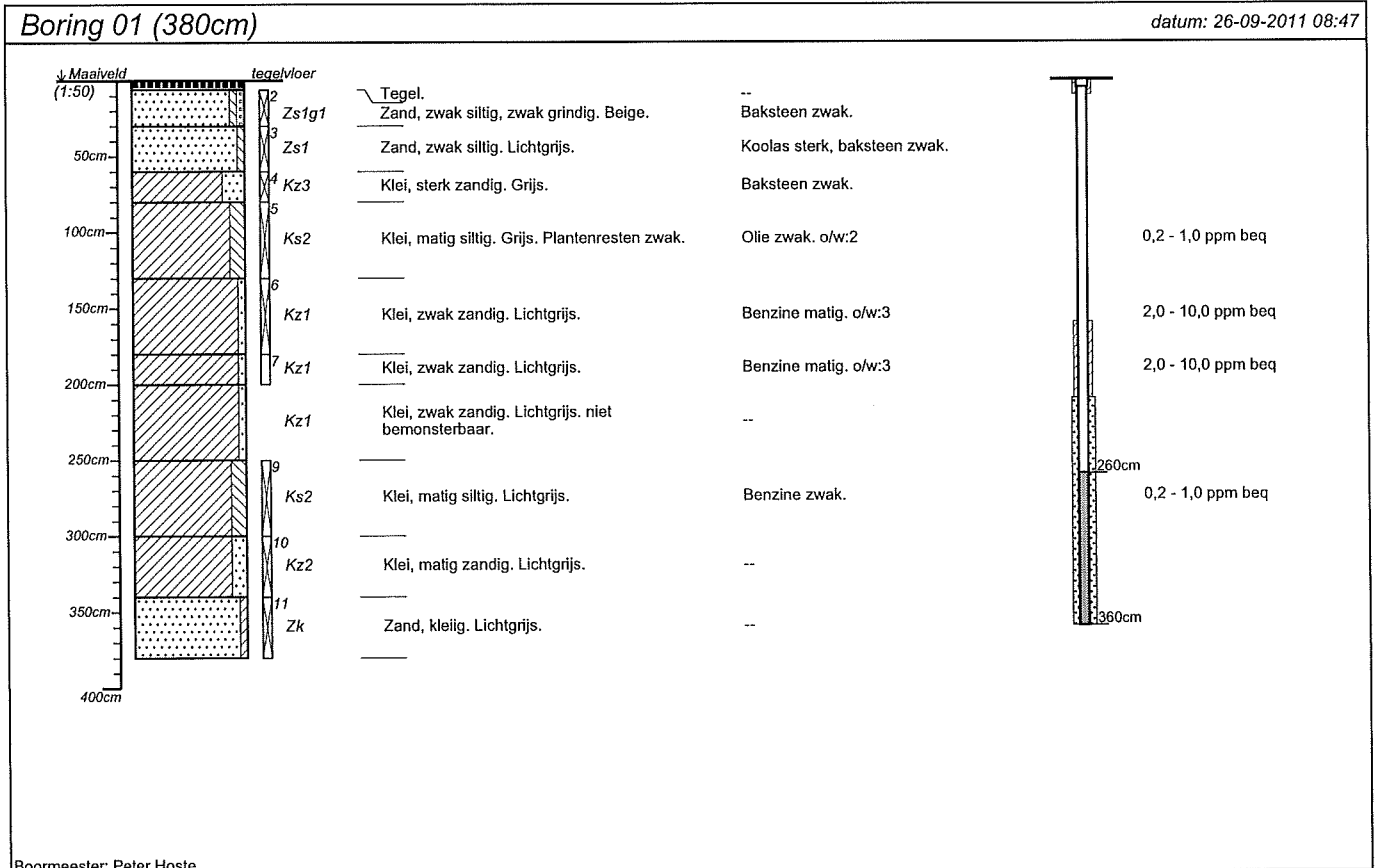 Boring 01 (380cm) datum: 26-09-2011 08:47
↓ Maaiveld tegelvloer
(1:50)
Tegel. --
2 Zs1g1 Zand, zwak siltig, zwak grindig. Beige. Baksteen zwak.
3 Zs1 Zand, zwak siltig. Lichtgrijs. Koolas sterk, baksteen zwak.
50cm
4 Kz3 Klei, sterk zandig. Grijs. Baksteen zwak.
5
100cm Ks2 Klei, matig siltig. Grijs. Plantenresten zwak. Olie zwak. o/w:2 0,2 - 1,0 ppm beq
6
150cm Kz1 Klei, zwak zandig. Lichtgrijs. Benzine matig. o/w:3 2,0 - 10,0 ppm beq
7 Kz1 Klei, zwak zandig. Lichtgrijs. Benzine matig. o/w:3 2,0 - 10,0 ppm beq
200cm
Kz1 Klei, zwak zandig. Lichtgrijs. niet
bemonsterbaar. --
250cm
9 260cm
Ks2 Klei, matig siltig. Lichtgrijs. Benzine zwak. 0,2 - 1,0 ppm beq
300cm
10
Kz2 Klei, matig zandig. Lichtgrijs. --
350cm
11 360cm
Zk Zand, kleiig. Lichtgrijs. --
400cm
Boormeester: Peter Hoste